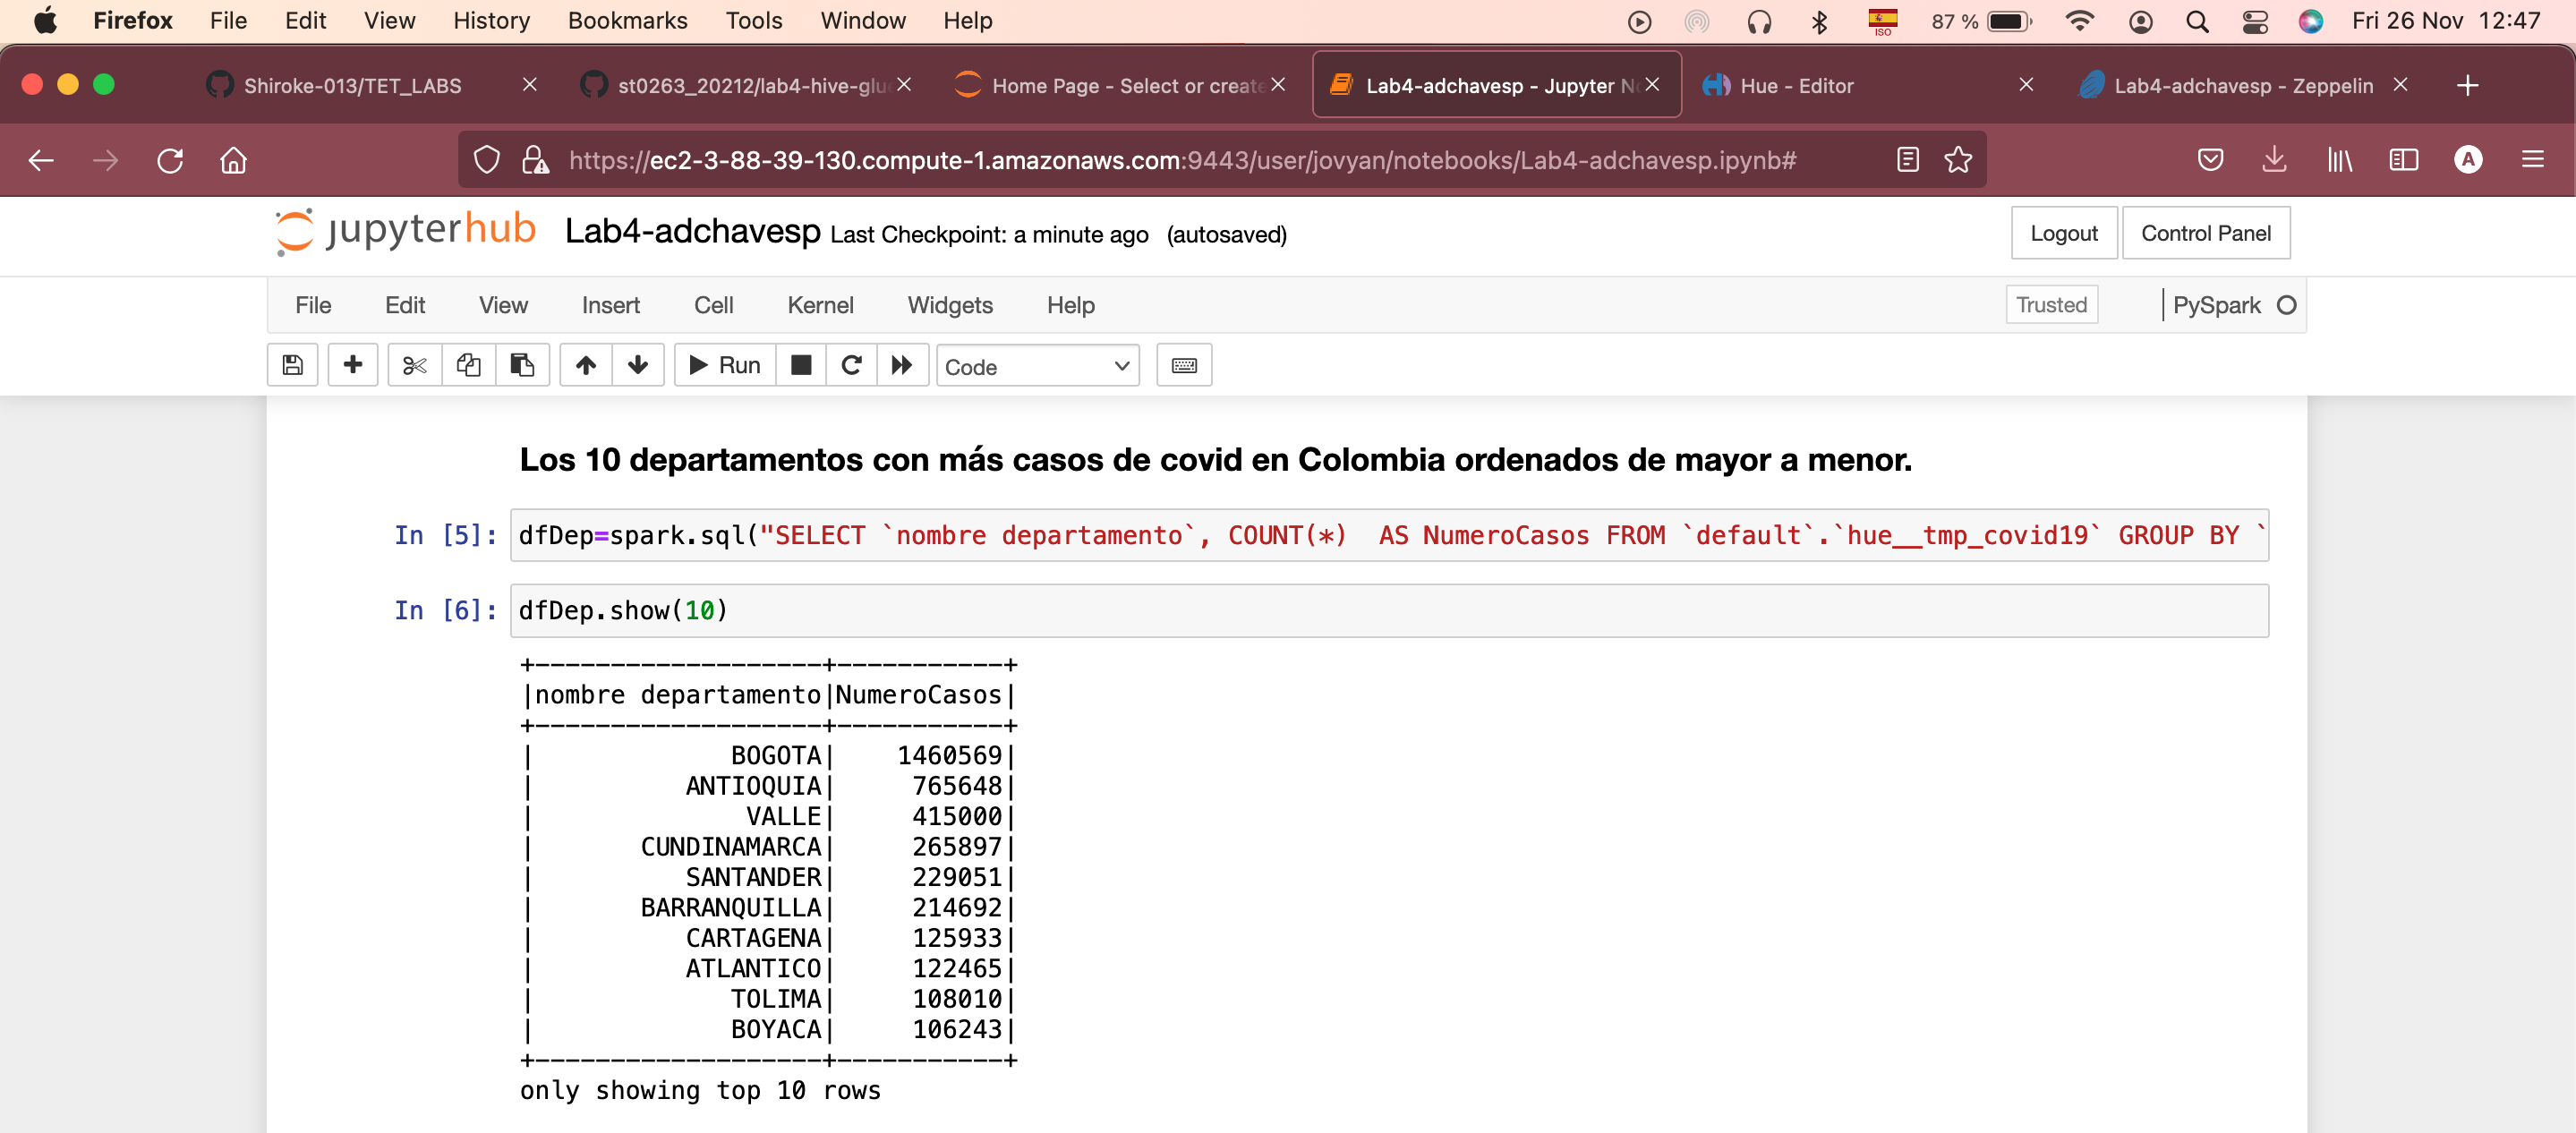 Firefox File Edit View History Bookmarks Tools Window Help ISO 87 % Fri 26 Nov 12:47
Shiroke-013/TET_LABS st0263_20212/lab4-hive-glu Home Page - Select or create Lab4-adchavesp - Jupyter No Hue - Editor Lab4-adchavesp - Zeppelin
https://ec2-3-88-39-130.compute-1.amazonaws.com:9443/user/jovyan/notebooks/Lab4-adchavesp.ipynb# A
jupyterhub Lab4-adchavesp Last Checkpoint: a minute ago (autosaved) Logout Control Panel
File Edit View Insert Cell Kernel Widgets Help Trusted PySpark
Run Code
Los 10 departamentos con más casos de covid en Colombia ordenados de mayor a menor.
In [5]: dfDep=spark.sql("SELECT `nombre departamento`, COUNT(*)  AS NumeroCasos FROM `default`.`hue__tmp_covid19` GROUP BY `
In [6]: dfDep.show(10)
+-------------------+-----------+
|nombre departamento|NumeroCasos|
+-------------------+-----------+
|             BOGOTA|    1460569|
|          ANTIOQUIA|     765648|
|              VALLE|     415000|
|       CUNDINAMARCA|     265897|
|          SANTANDER|     229051|
|       BARRANQUILLA|     214692|
|          CARTAGENA|     125933|
|          ATLANTICO|     122465|
|             TOLIMA|     108010|
|             BOYACA|     106243|
+-------------------+-----------+
only showing top 10 rows